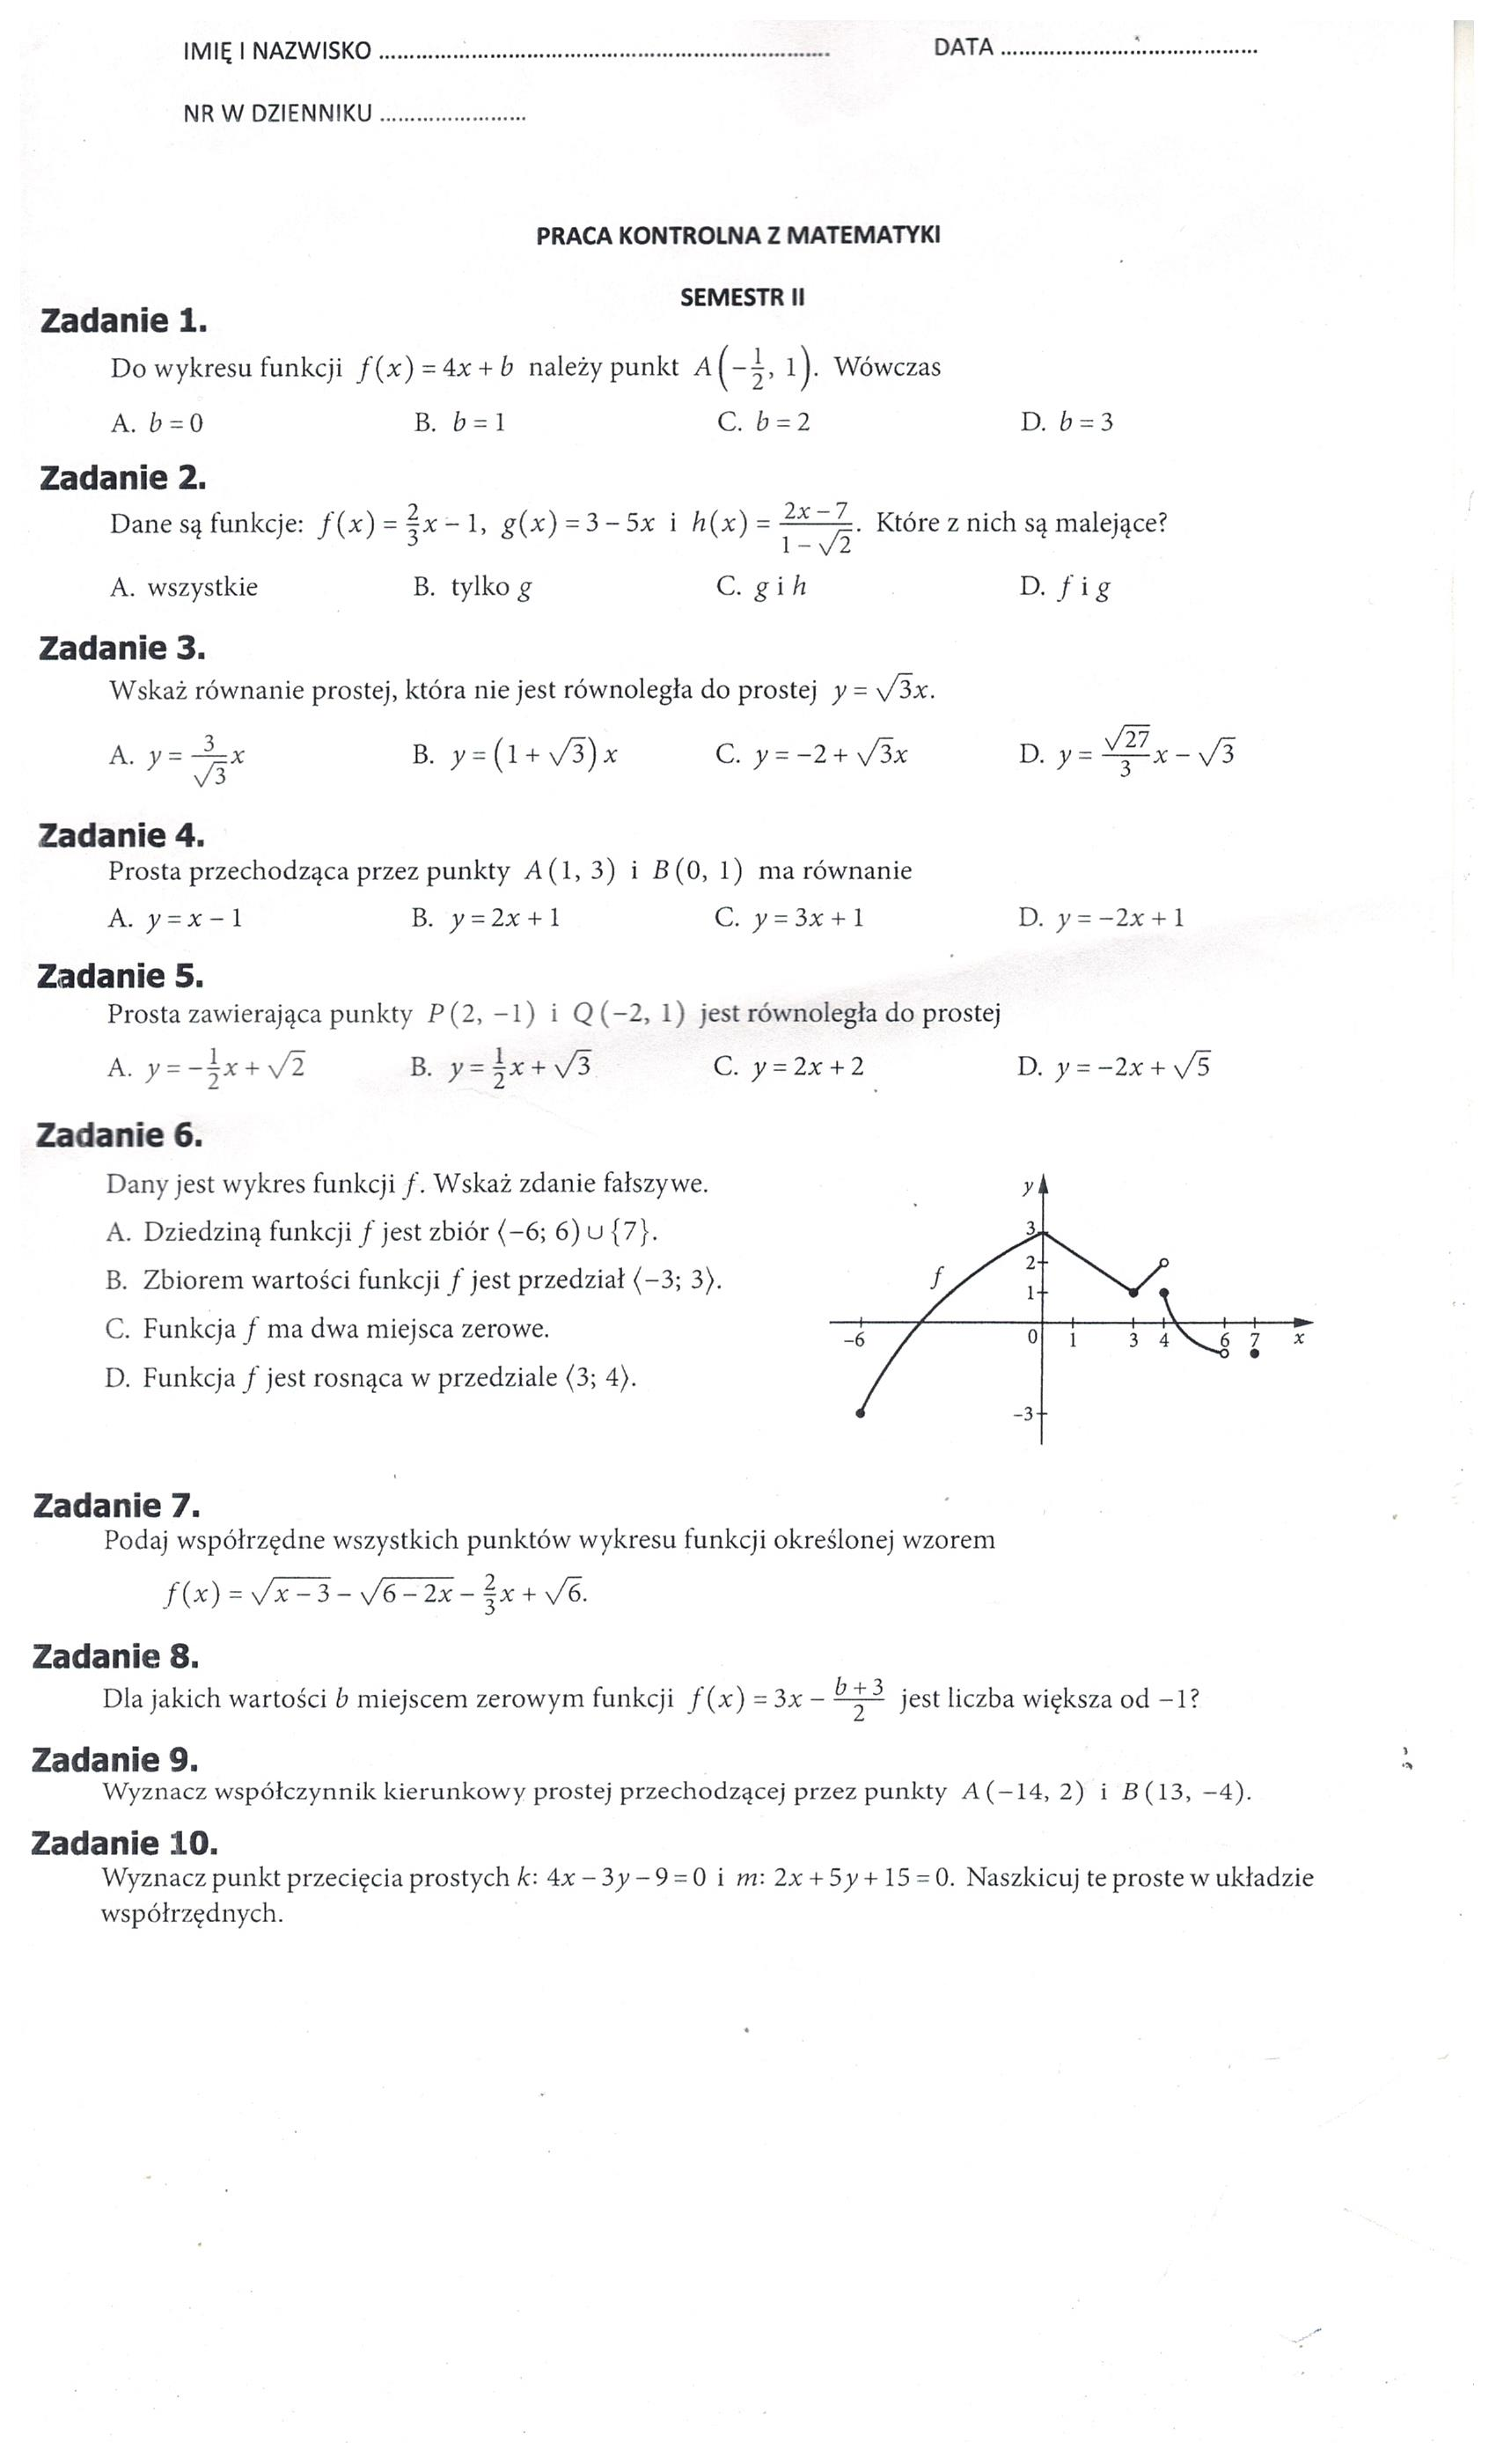 IMIĘ I NAZWISKO ........................................................................... DATA ..........................................
NR W DZIENNIKU ........................
PRACA KONTROLNA Z MATEMATYKI
SEMESTR II
Zadanie 1.
Do wykresu funkcji f(x) = 4x + b należy punkt A(−1/2, 1). Wówczas
A. b = 0 B. b = 1 C. b = 2 D. b = 3
Zadanie 2.
Dane są funkcje: f(x) = 2/3x − 1, g(x) = 3 − 5x i h(x) = (2x − 7)/(1 − √2). Które z nich są malejące?
A. wszystkie B. tylko g C. g i h D. f i g
Zadanie 3.
Wskaż równanie prostej, która nie jest równoległa do prostej y = √3x.
A. y = 3/√3x B. y = (1 + √3)x C. y = −2 + √3x D. y = √27/3x − √3
Zadanie 4.
Prosta przechodząca przez punkty A(1, 3) i B(0, 1) ma równanie
A. y = x − 1 B. y = 2x + 1 C. y = 3x + 1 D. y = −2x + 1
Zadanie 5.
Prosta zawierająca punkty P(2, −1) i Q(−2, 1) jest równoległa do prostej
A. y = −1/2x + √2 B. y = 1/2x + √3 C. y = 2x + 2 D. y = −2x + √5
Zadanie 6.
Dany jest wykres funkcji f. Wskaż zdanie fałszywe.
A. Dziedziną funkcji f jest zbiór ⟨−6; 6) ∪ {7}.
B. Zbiorem wartości funkcji f jest przedział ⟨−3; 3⟩.
C. Funkcja f ma dwa miejsca zerowe.
D. Funkcja f jest rosnąca w przedziale ⟨3; 4⟩.
y
3
2
1
f
−6 0 1 3 4 6 7 x
−3
Zadanie 7.
Podaj współrzędne wszystkich punktów wykresu funkcji określonej wzorem
f(x) = √(x − 3) − √(6 − 2x) − 2/3x + √6.
Zadanie 8.
Dla jakich wartości b miejscem zerowym funkcji f(x) = 3x − (b + 3)/2 jest liczba większa od −1?
Zadanie 9.
Wyznacz współczynnik kierunkowy prostej przechodzącej przez punkty A(−14, 2) i B(13, −4).
Zadanie 10.
Wyznacz punkt przecięcia prostych k: 4x − 3y − 9 = 0 i m: 2x + 5y + 15 = 0. Naszkicuj te proste w układzie
współrzędnych.